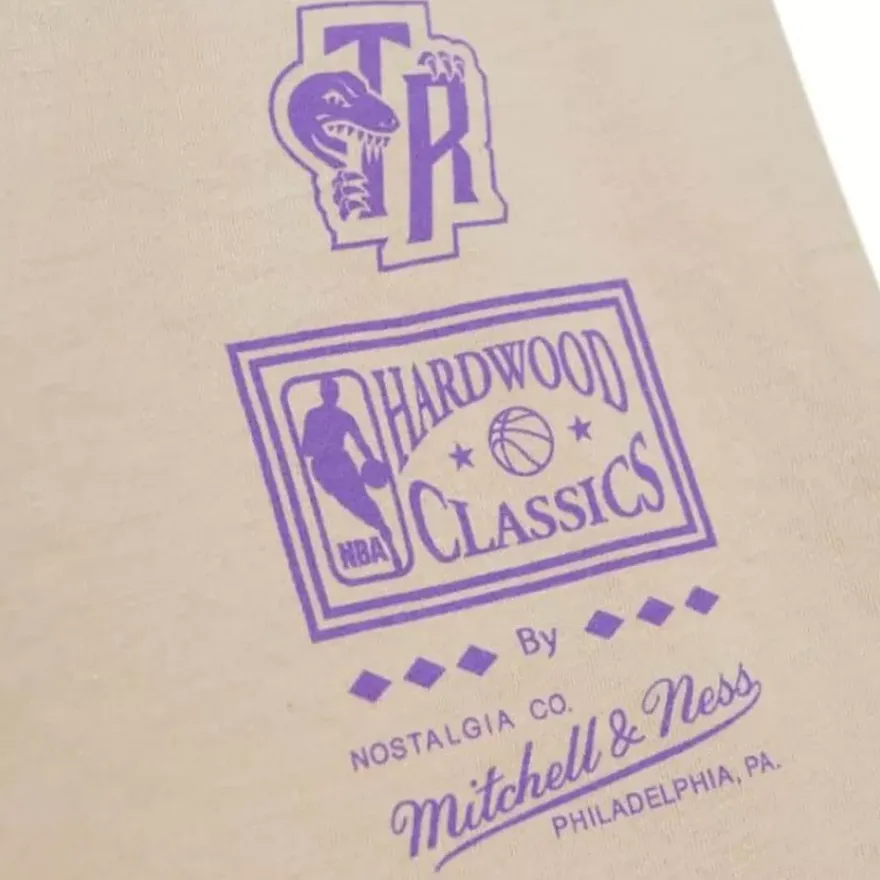 TR
HARDWOOD
CLASSICS
NBA
By
NOSTALGIA CO.
Mitchell & Ness
PHILADELPHIA, PA.